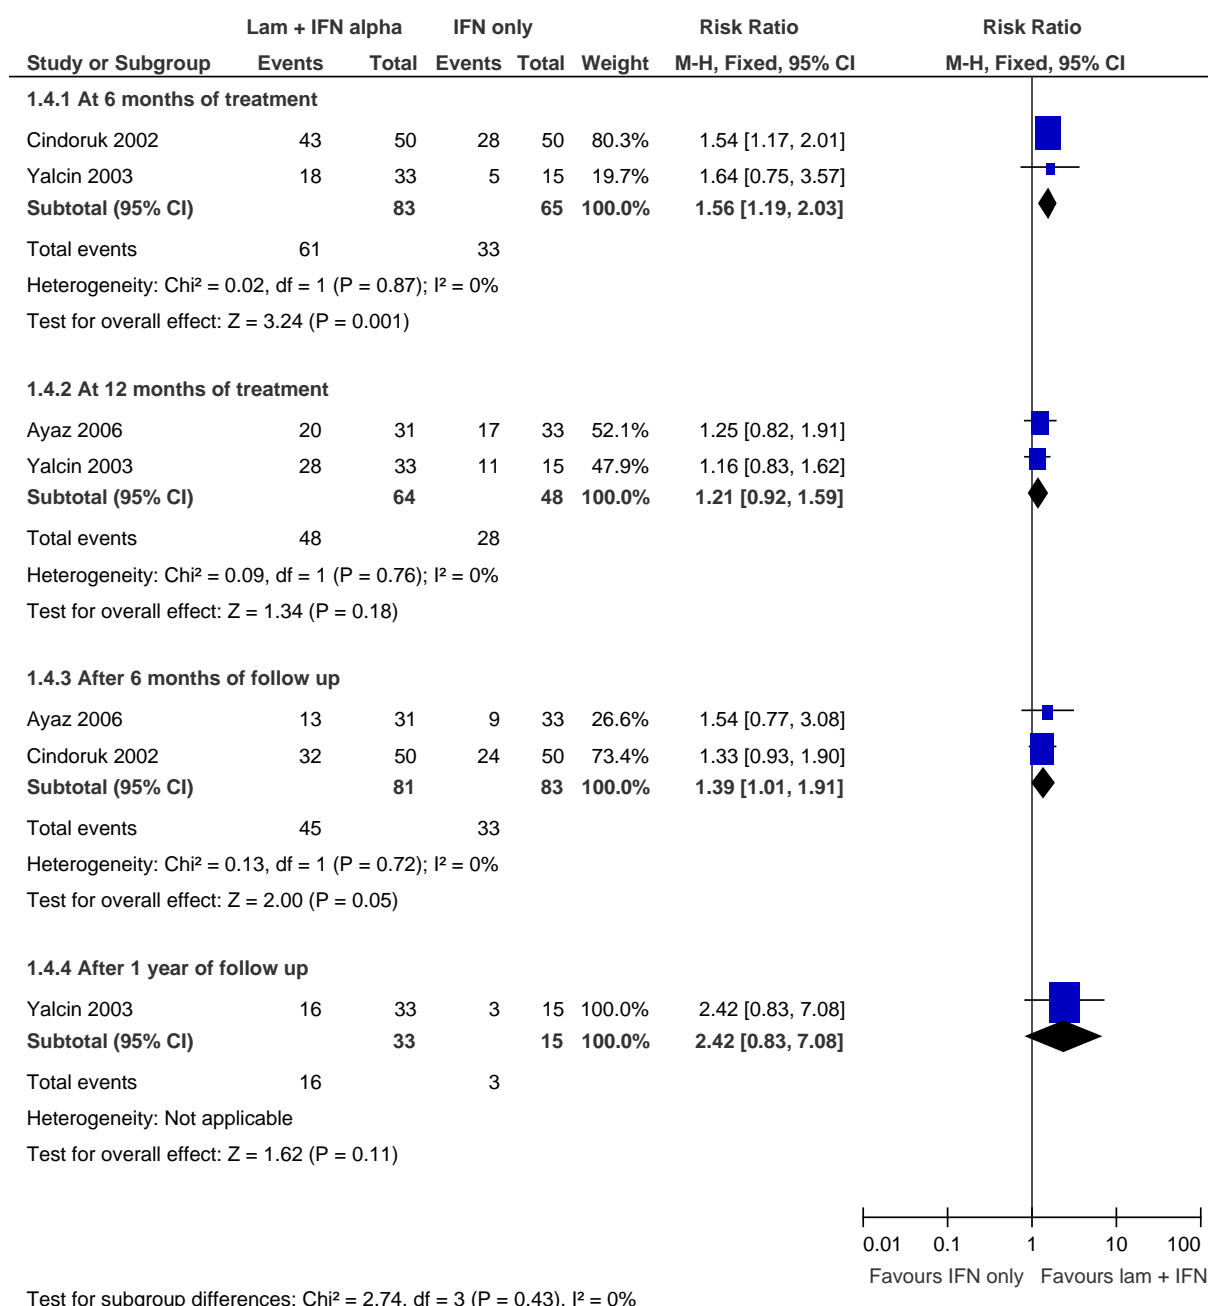 Lam + IFN alpha IFN only Risk Ratio Risk Ratio
Study or Subgroup Events Total Events Total Weight M-H, Fixed, 95% CI M-H, Fixed, 95% CI
1.4.1 At 6 months of treatment
Cindoruk 2002 43 50 28 50 80.3% 1.54 [1.17, 2.01]
Yalcin 2003 18 33 5 15 19.7% 1.64 [0.75, 3.57]
Subtotal (95% CI) 83 65 100.0% 1.56 [1.19, 2.03]
Total events 61 33
Heterogeneity: Chi² = 0.02, df = 1 (P = 0.87); I² = 0%
Test for overall effect: Z = 3.24 (P = 0.001)
1.4.2 At 12 months of treatment
Ayaz 2006 20 31 17 33 52.1% 1.25 [0.82, 1.91]
Yalcin 2003 28 33 11 15 47.9% 1.16 [0.83, 1.62]
Subtotal (95% CI) 64 48 100.0% 1.21 [0.92, 1.59]
Total events 48 28
Heterogeneity: Chi² = 0.09, df = 1 (P = 0.76); I² = 0%
Test for overall effect: Z = 1.34 (P = 0.18)
1.4.3 After 6 months of follow up
Ayaz 2006 13 31 9 33 26.6% 1.54 [0.77, 3.08]
Cindoruk 2002 32 50 24 50 73.4% 1.33 [0.93, 1.90]
Subtotal (95% CI) 81 83 100.0% 1.39 [1.01, 1.91]
Total events 45 33
Heterogeneity: Chi² = 0.13, df = 1 (P = 0.72); I² = 0%
Test for overall effect: Z = 2.00 (P = 0.05)
1.4.4 After 1 year of follow up
Yalcin 2003 16 33 3 15 100.0% 2.42 [0.83, 7.08]
Subtotal (95% CI) 33 15 100.0% 2.42 [0.83, 7.08]
Total events 16 3
Heterogeneity: Not applicable
Test for overall effect: Z = 1.62 (P = 0.11)
0.01 0.1 1 10 100
Favours IFN only Favours lam + IFN
Test for subgroup differences: Chi² = 2.74, df = 3 (P = 0.43), I² = 0%